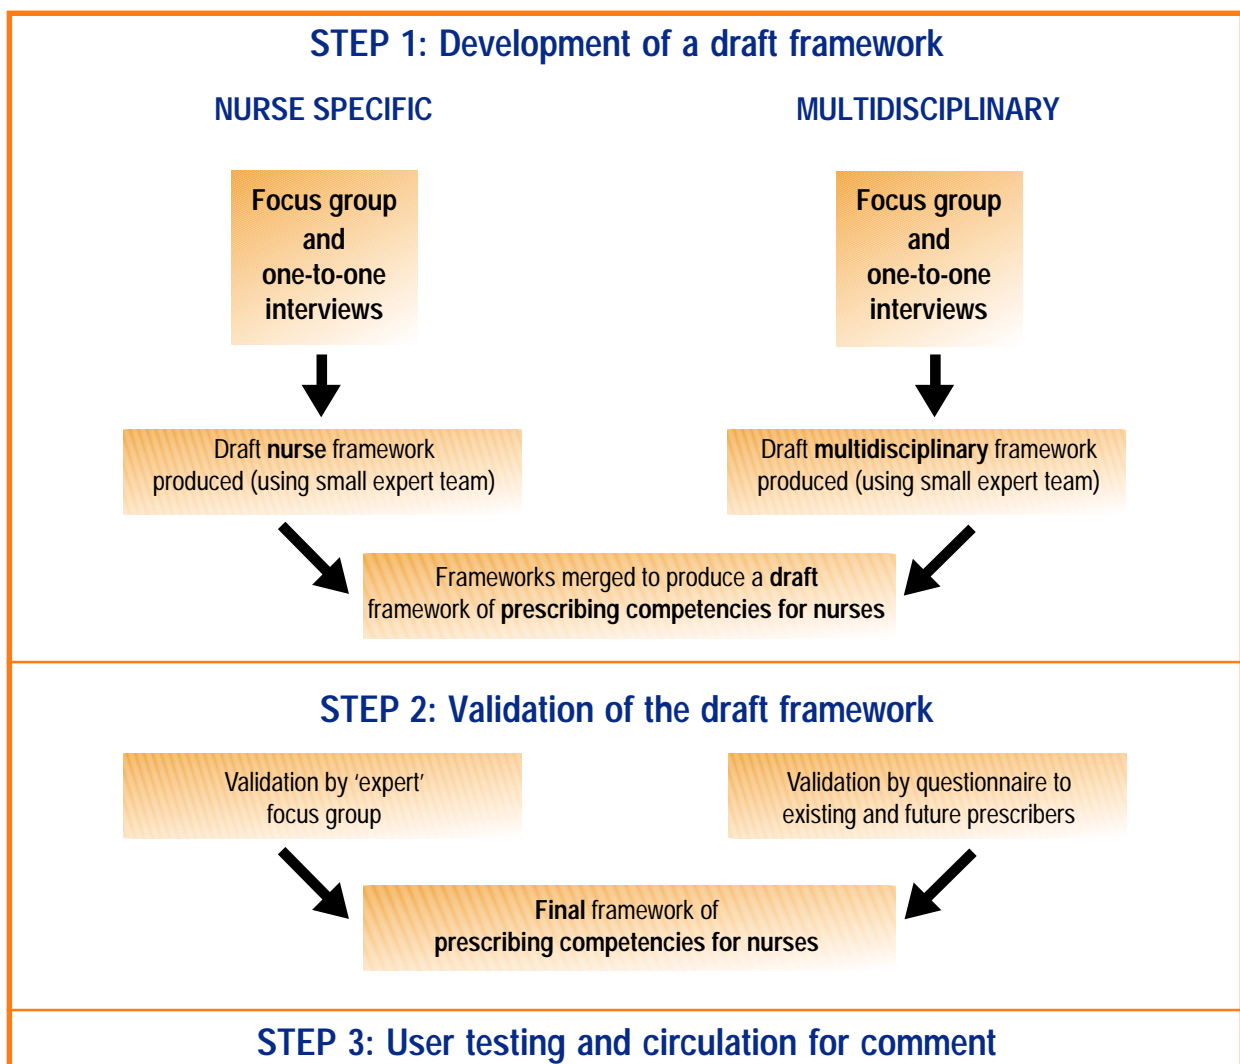 STEP 1: Development of a draft framework
NURSE SPECIFIC
MULTIDISCIPLINARY
Focus group
and
one-to-one
interviews
Focus group
and
one-to-one
interviews
Draft nurse framework
produced (using small expert team)
Draft multidisciplinary framework
produced (using small expert team)
Frameworks merged to produce a draft
framework of prescribing competencies for nurses
STEP 2: Validation of the draft framework
Validation by ‘expert’
focus group
Validation by questionnaire to
existing and future prescribers
Final framework of
prescribing competencies for nurses
STEP 3: User testing and circulation for comment